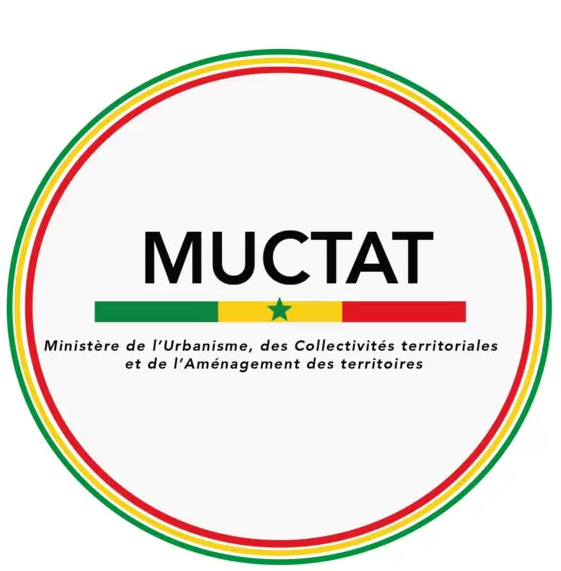 MUCTAT
Ministère de l'Urbanisme, des Collectivités territoriales
et de l'Aménagement des territoires